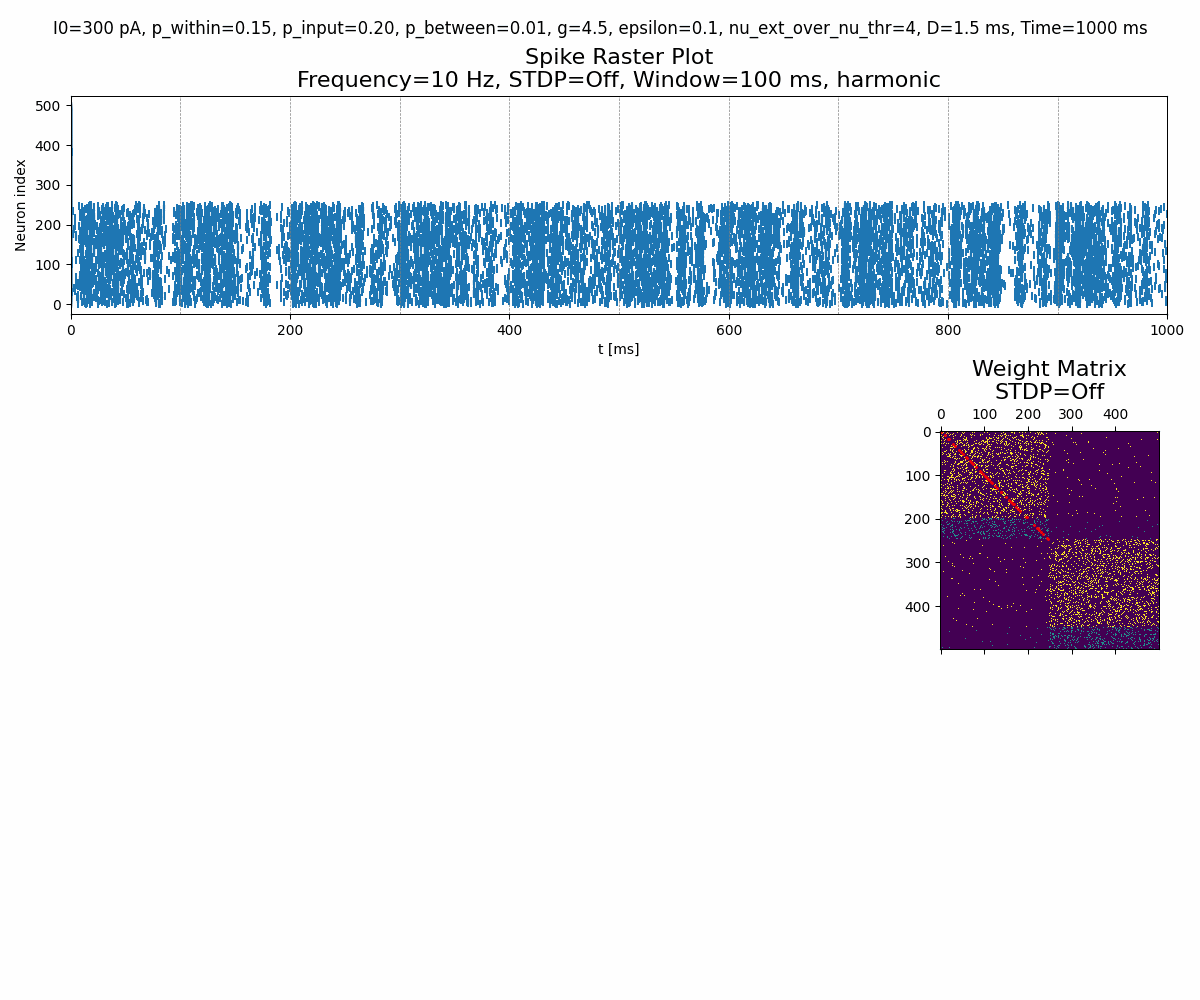 I0=300 pA, p_within=0.15, p_input=0.20, p_between=0.01, g=4.5, epsilon=0.1, nu_ext_over_nu_thr=4, D=1.5 ms, Time=1000 ms
Spike Raster Plot
Frequency=10 Hz, STDP=Off, Window=100 ms, harmonic
500
400
300
200
100
0
Neuron index
0 200 400 600 800 1000
t [ms]
Weight Matrix
STDP=Off
0 100 200 300 400
0
100
200
300
400